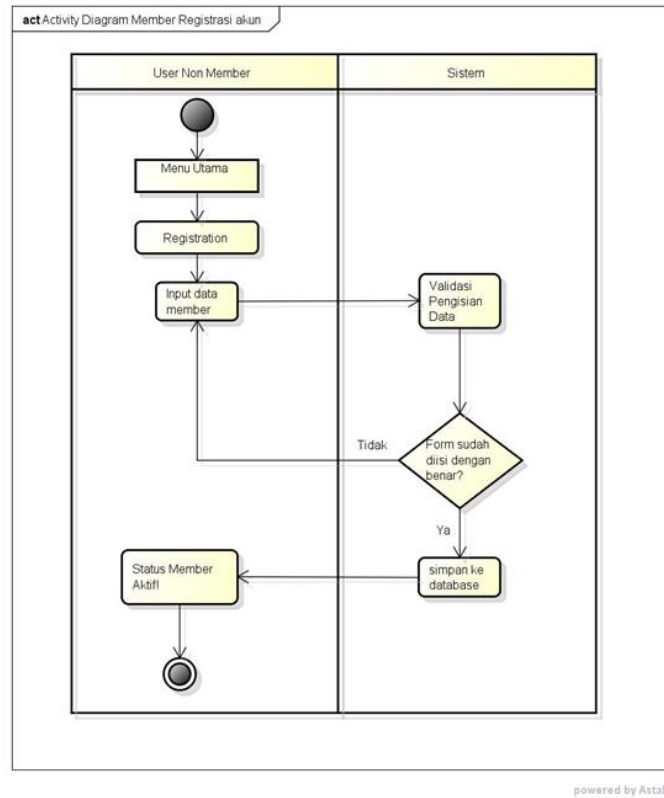 act Activity Diagram Member Registrasi akun
User Non Member
Sistem
Menu Utama
Registration
Input data
member
Validasi
Pengisian
Data
Tidak
Form sudah
diisi dengan
benar?
Ya
Status Member
Aktif!
simpan ke
database
powered by